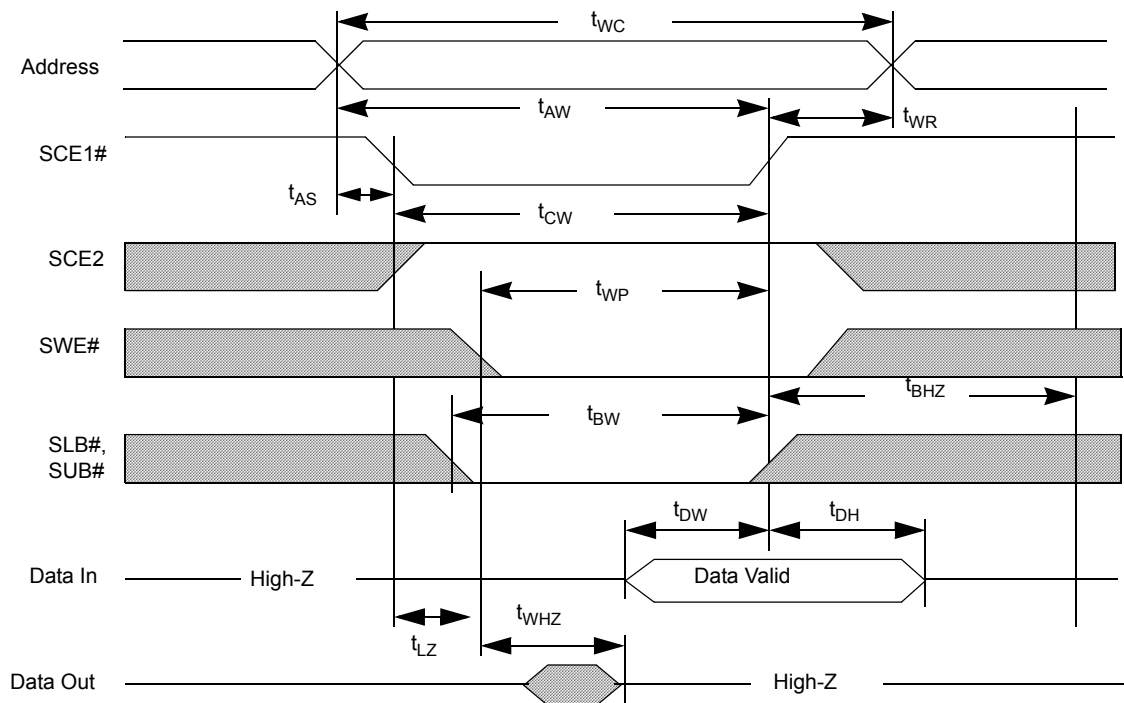 tWC
Address
tAW
tWR
SCE1#
tAS
tCW
SCE2
tWP
SWE#
tBHZ
tBW
SLB#,
SUB#
tDW
tDH
Data In
High-Z
Data Valid
tWHZ
tLZ
Data Out
High-Z